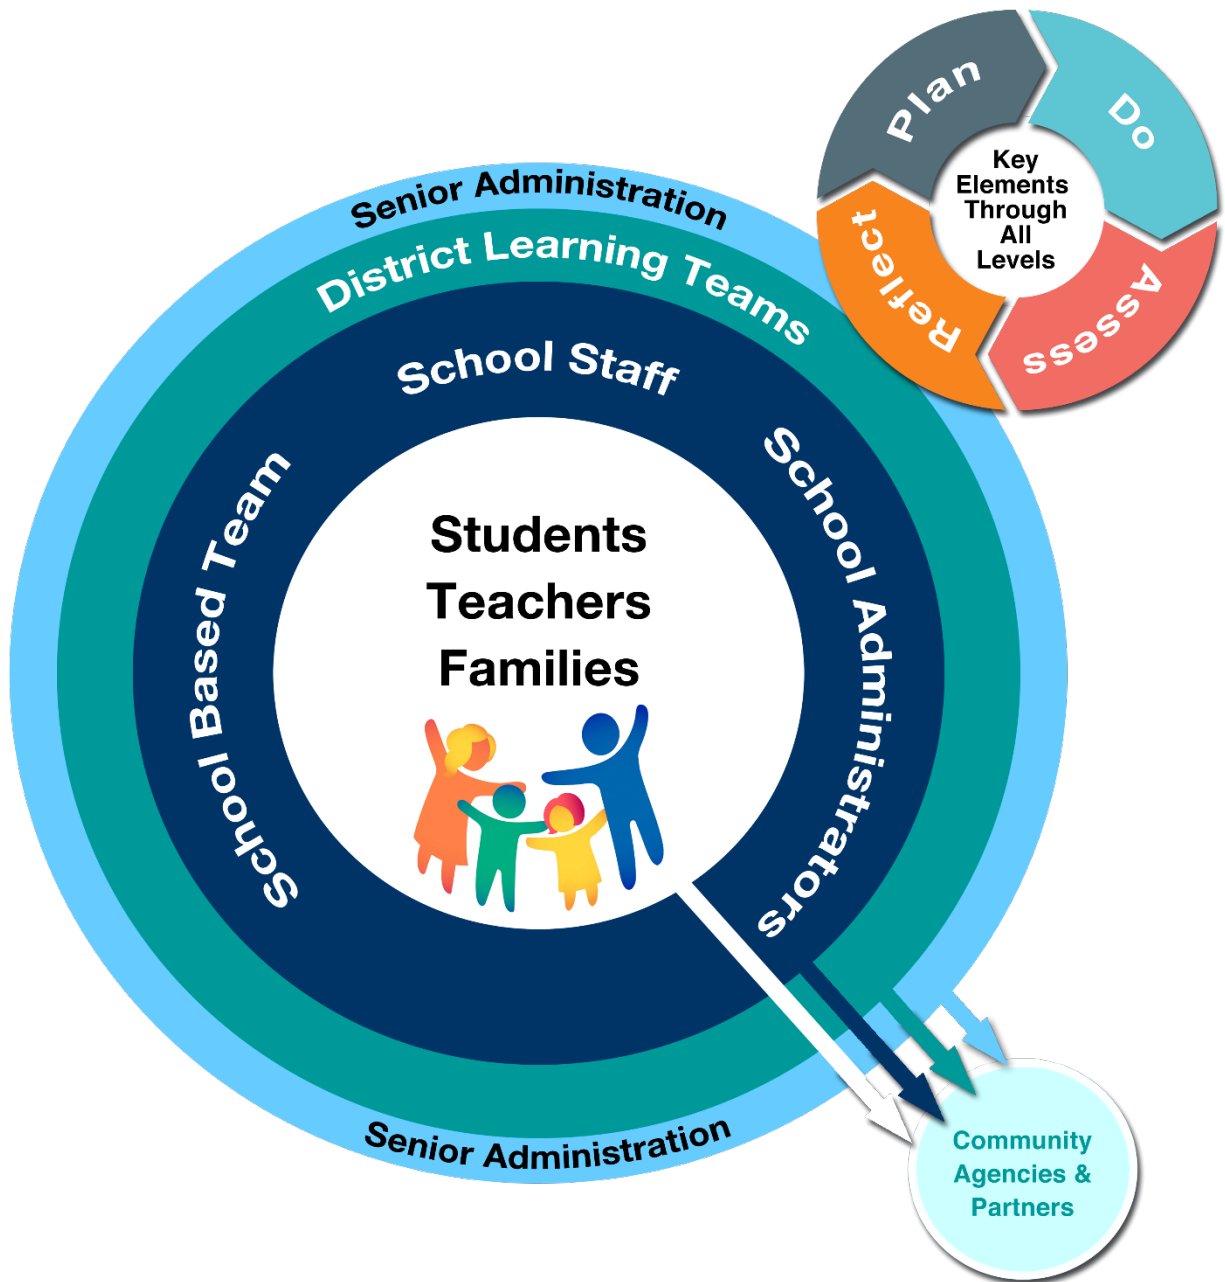 Plan
Do
Key
Elements
Through
All
Levels
Reflect
Assess
Senior Administration
District Learning Teams
School Staff
School Based Team
School Administrators
Students
Teachers
Families
Senior Administration
Community
Agencies &
Partners